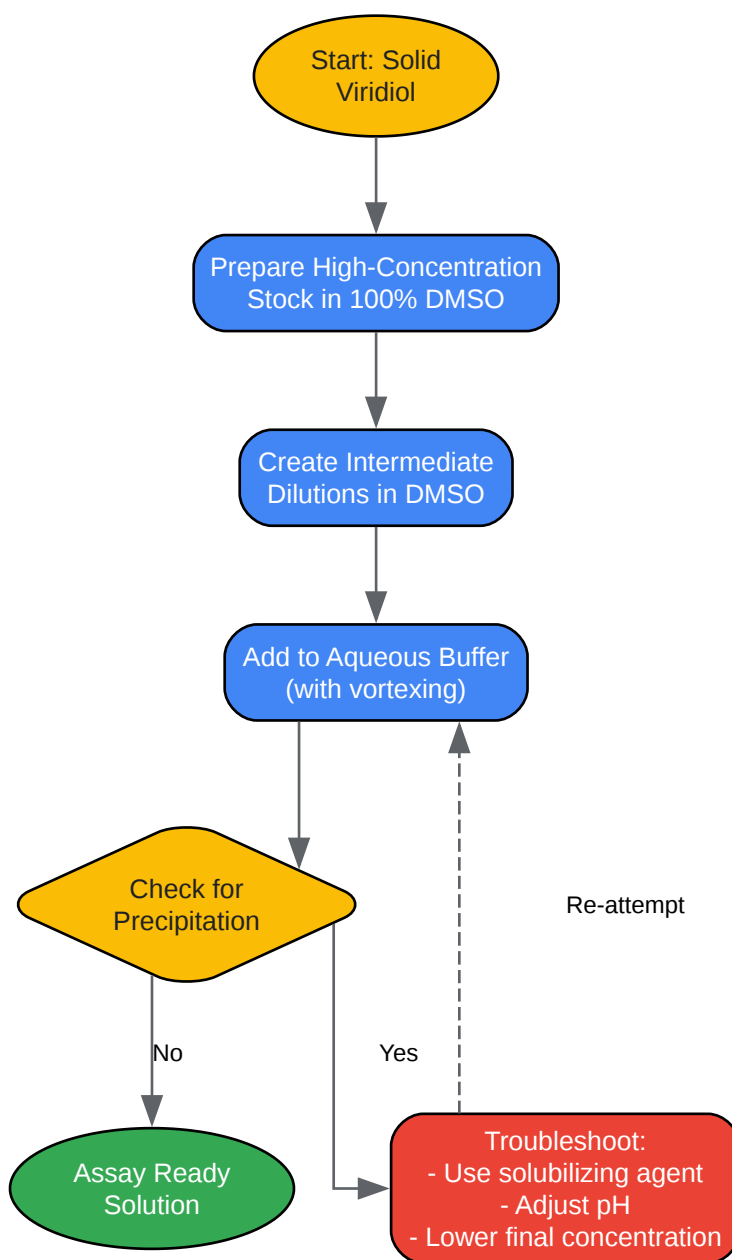 Start: Solid
Viridiol
Prepare High-Concentration
Stock in 100% DMSO
Create Intermediate
Dilutions in DMSO
Add to Aqueous Buffer
(with vortexing)
Check for
Precipitation
Re-attempt
No
Yes
Assay Ready
Solution
Troubleshoot:
- Use solubilizing agent
- Adjust pH
- Lower final concentration